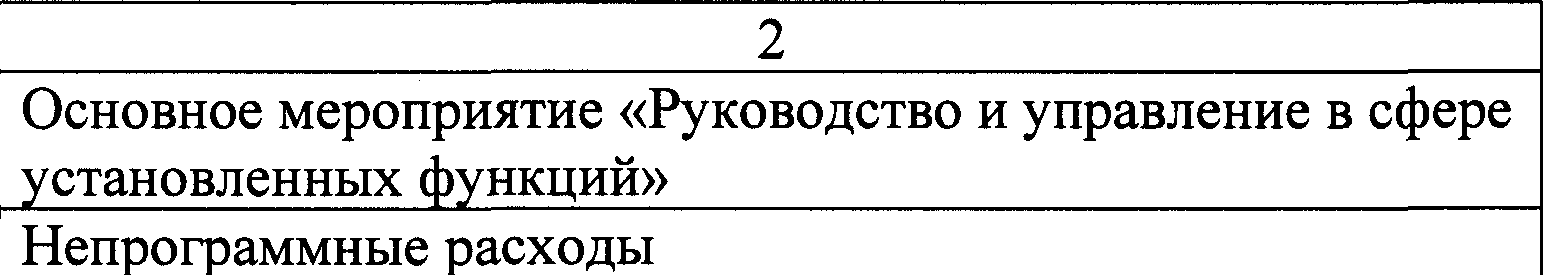 2
Основное мероприятие «Руководство и управление в сфере
установленных функций»
Непрограммные расходы